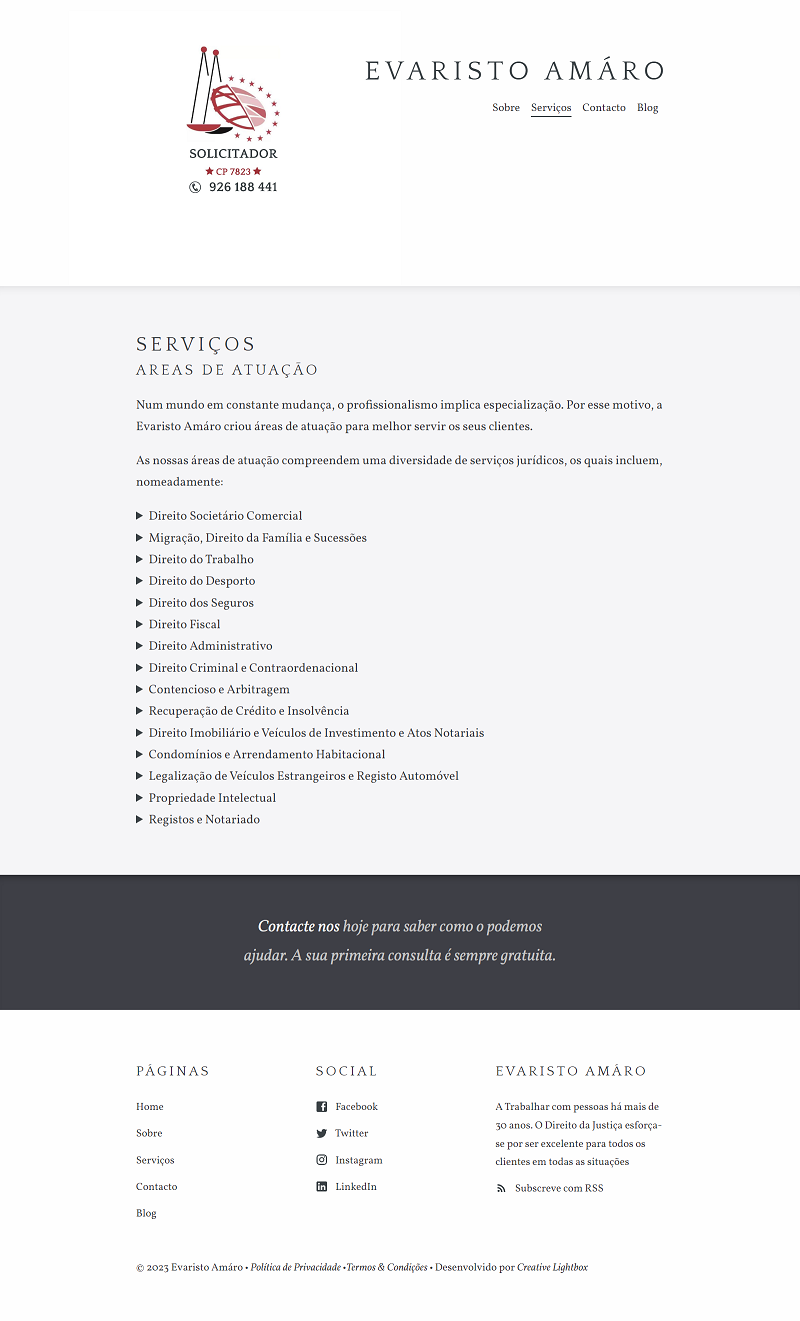 SOLICITADOR
★ CP 7823 ★
926 188 441
EVARISTO AMÁRO
Sobre Serviços Contacto Blog
SERVIÇOS
AREAS DE ATUAÇÃO
Num mundo em constante mudança, o profissionalismo implica especialização. Por esse motivo, a
Evaristo Amáro criou áreas de atuação para melhor servir os seus clientes.
As nossas áreas de atuação compreendem uma diversidade de serviços jurídicos, os quais incluem,
nomeadamente:
Direito Societário Comercial
Migração, Direito da Família e Sucessões
Direito do Trabalho
Direito do Desporto
Direito dos Seguros
Direito Fiscal
Direito Administrativo
Direito Criminal e Contraordenacional
Contencioso e Arbitragem
Recuperação de Crédito e Insolvência
Direito Imobiliário e Veículos de Investimento e Atos Notariais
Condomínios e Arrendamento Habitacional
Legalização de Veículos Estrangeiros e Registo Automóvel
Propriedade Intelectual
Registos e Notariado
Contacte nos hoje para saber como o podemos
ajudar. A sua primeira consulta é sempre gratuita.
PÁGINAS
Home
Sobre
Serviços
Contacto
Blog
SOCIAL
Facebook
Twitter
Instagram
LinkedIn
EVARISTO AMÁRO
A Trabalhar com pessoas há mais de
30 anos. O Direito da Justiça esforça-
se por ser excelente para todos os
clientes em todas as situações
Subscreve com RSS
© 2023 Evaristo Amáro • Política de Privacidade •Termos & Condições • Desenvolvido por Creative Lightbox